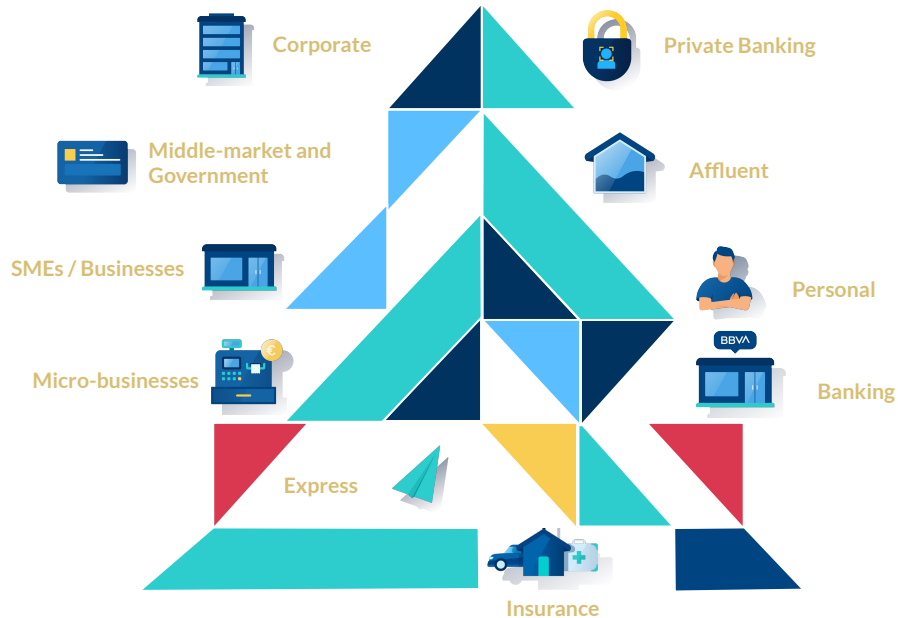 Corporate
Private Banking
Middle-market and
Government
Affluent
SMEs / Businesses
Personal
BBVA
Micro-businesses
€
Banking
Express
Insurance